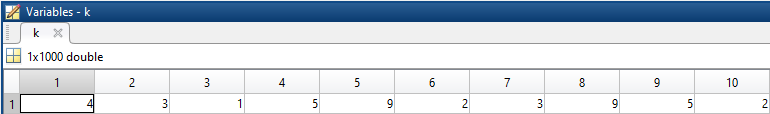 Variables - k
k
1x1000 double
1 2 3 4 5 6 7 8 9 10
1 4 3 1 5 9 2 3 9 5 2